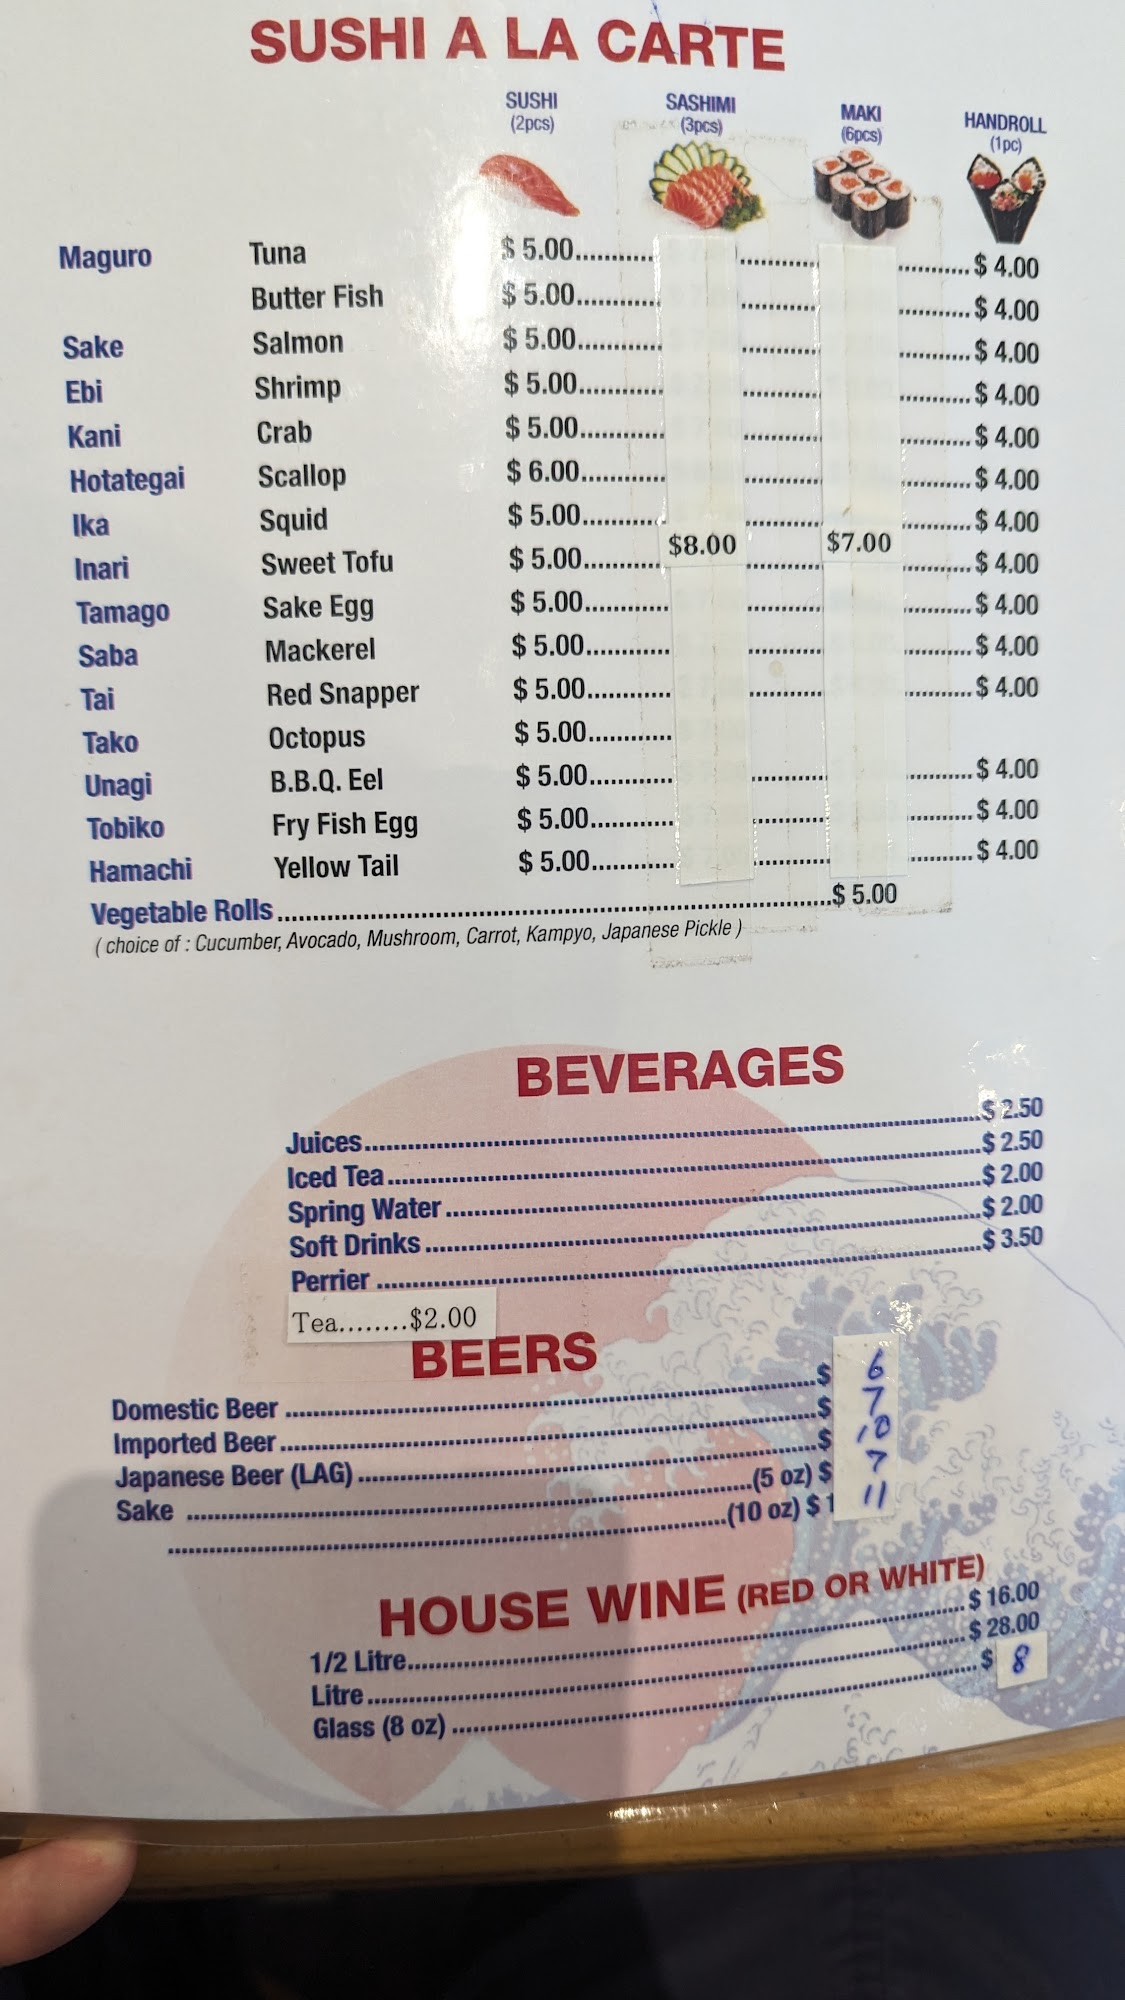 SUSHI A LA CARTE
SUSHI (2pcs) SASHIMI (3pcs) MAKI (6pcs) HANDROLL (1pc)
Maguro Tuna $ 5.00 $ 4.00
Butter Fish $ 5.00 $ 4.00
Sake Salmon $ 5.00 $ 4.00
Ebi Shrimp $ 5.00 $ 4.00
Kani Crab $ 5.00 $ 4.00
Hotategai Scallop $ 6.00 $ 4.00
Ika Squid $ 5.00 $ 4.00
$8.00 $7.00
Inari Sweet Tofu $ 5.00 $ 4.00
Tamago Sake Egg $ 5.00 $ 4.00
Saba Mackerel $ 5.00 $ 4.00
Tai Red Snapper $ 5.00 $ 4.00
Tako Octopus $ 5.00
Unagi B.B.Q. Eel $ 5.00 $ 4.00
Tobiko Fry Fish Egg $ 5.00 $ 4.00
Hamachi Yellow Tail $ 5.00 $ 4.00
Vegetable Rolls $ 5.00
( choice of : Cucumber, Avocado, Mushroom, Carrot, Kampyo, Japanese Pickle )
BEVERAGES
Juices $ 2.50
Iced Tea $ 2.50
Spring Water $ 2.00
Soft Drinks $ 2.00
Perrier $ 3.50
Tea........$2.00
BEERS
Domestic Beer $ 6
Imported Beer $ 7
Japanese Beer (LAG) $ 10
Sake (5 oz) $ 7
(10 oz) $ 11
HOUSE WINE (RED OR WHITE)
1/2 Litre $ 16.00
Litre $ 28.00
Glass (8 oz) $ 8